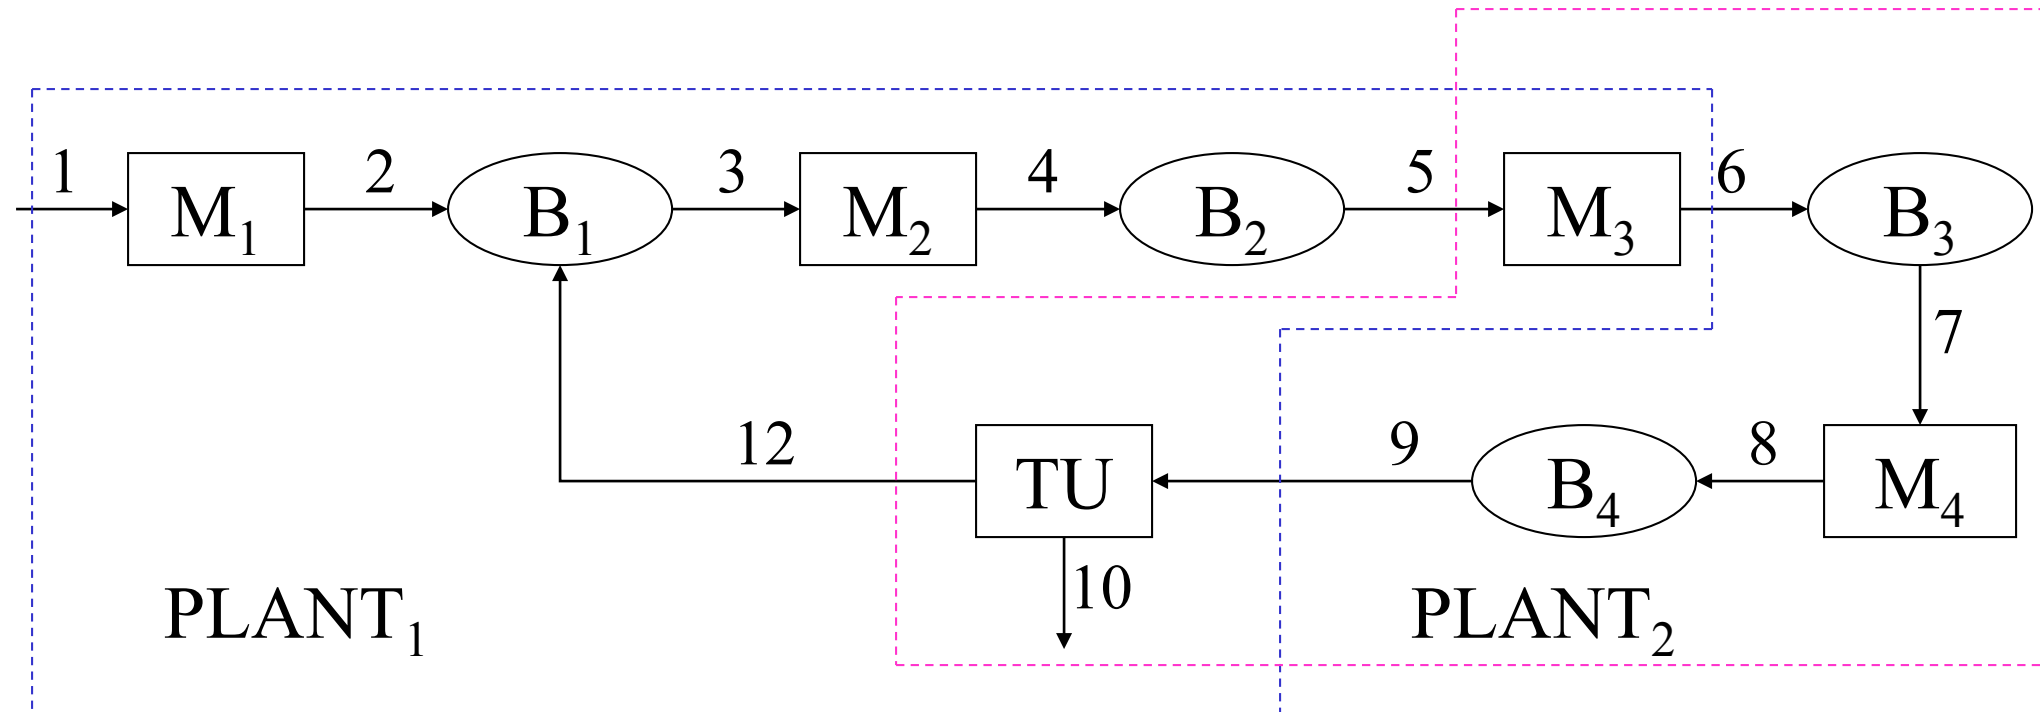 1
2
3
4
5
6
M₁
B₁
M₂
B₂
M₃
B₃
7
12
9
8
TU
B₄
M₄
10
PLANT₁
PLANT₂